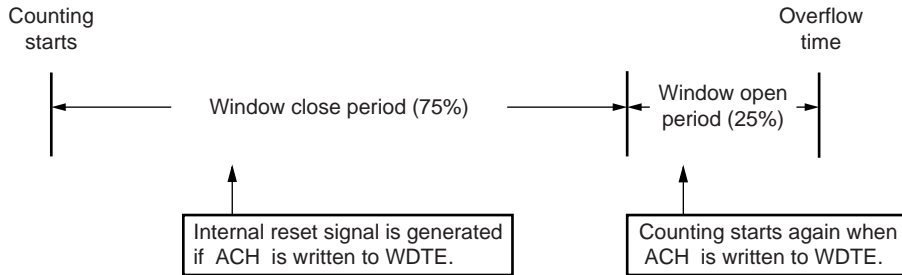 Counting
starts
Overflow
time
Window close period (75%)
Window open
period (25%)
Internal reset signal is generated
if ACH is written to WDTE.
Counting starts again when
ACH is written to WDTE.